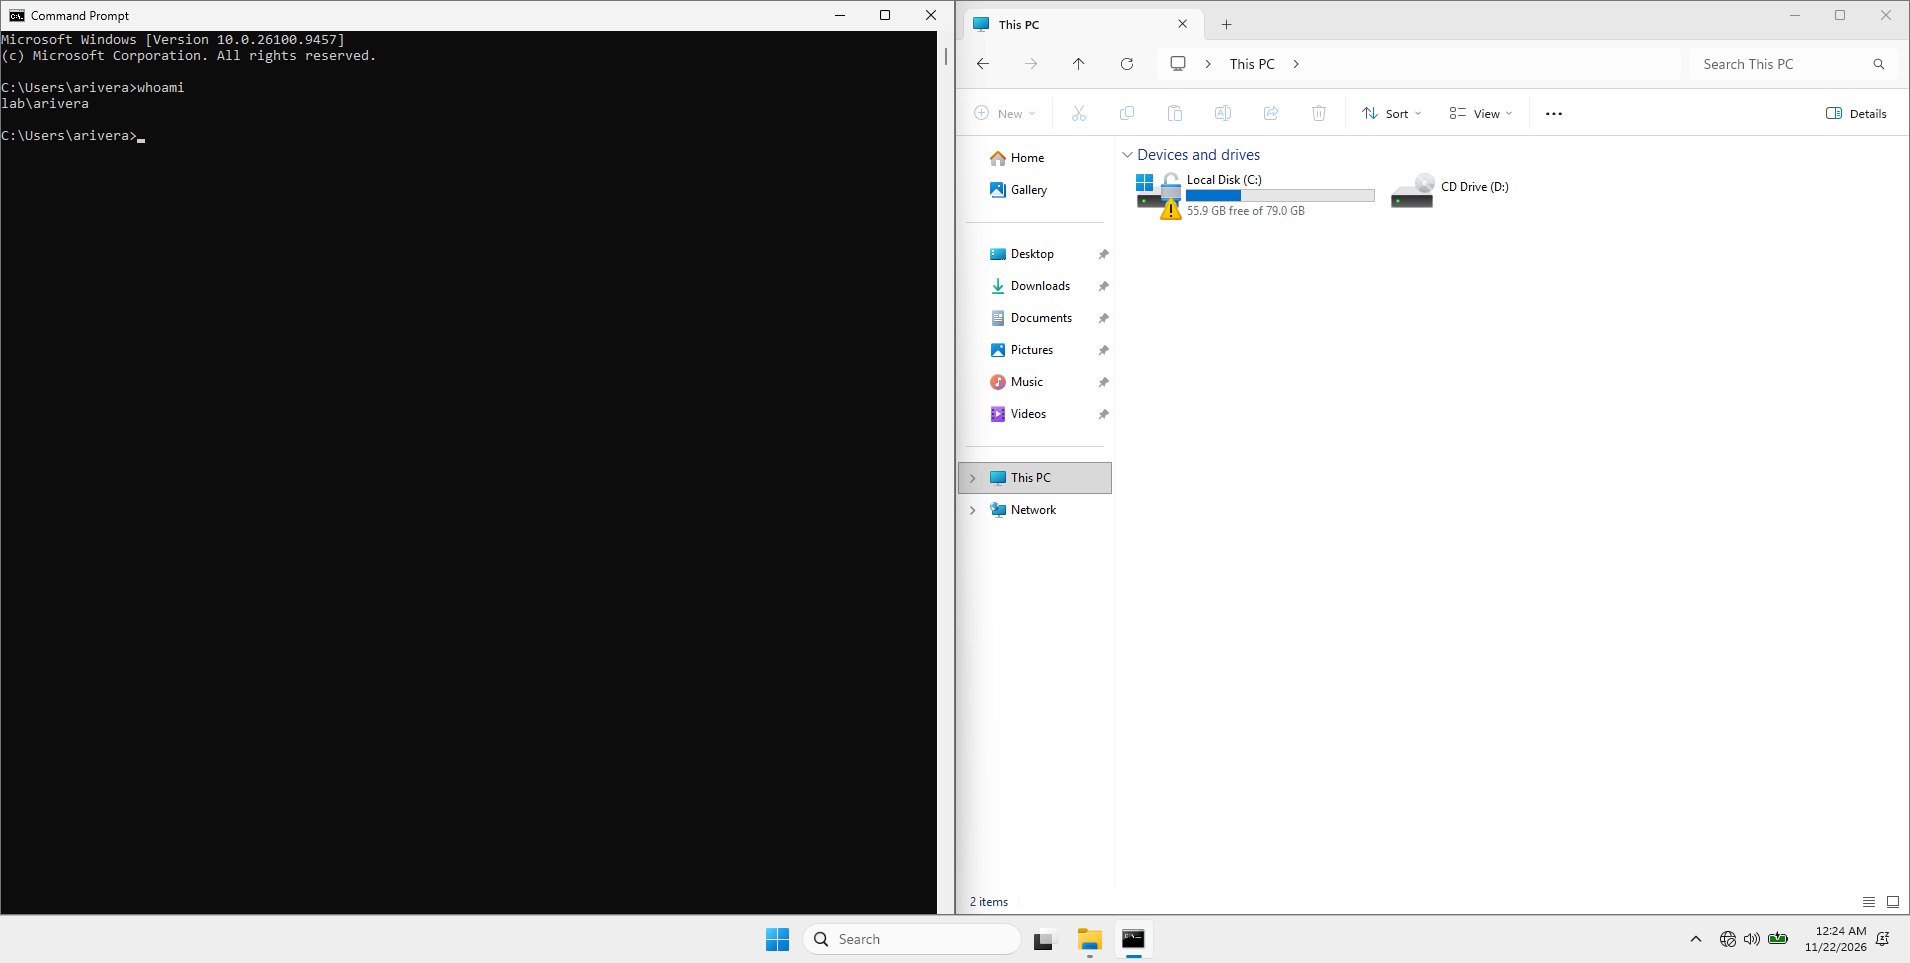 Command Prompt
Microsoft Windows [Version 10.0.26100.9457]
(c) Microsoft Corporation. All rights reserved.
C:\Users\arivera>whoami
lab\arivera
C:\Users\arivera>
This PC
This PC
Search This PC
New
Sort
View
Details
Home
Gallery
Desktop
Downloads
Documents
Pictures
Music
Videos
This PC
Network
Devices and drives
Local Disk (C:)
55.9 GB free of 79.0 GB
CD Drive (D:)
2 items
Search
12:24 AM
11/22/2026